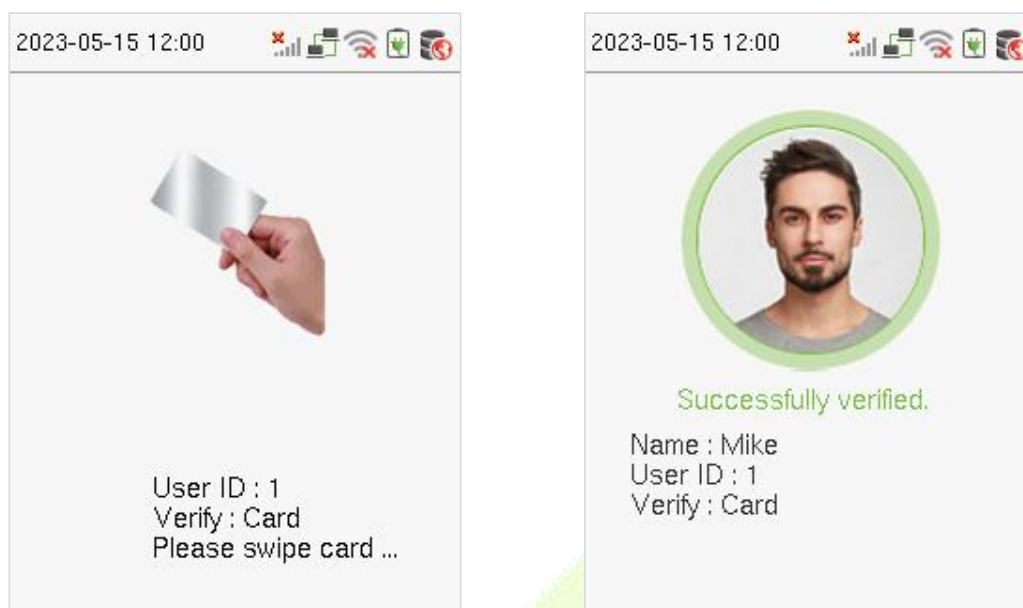 2023-05-15 12:00
User ID : 1
Verify : Card
Please swipe card ...
2023-05-15 12:00
Successfully verified.
Name : Mike
User ID : 1
Verify : Card